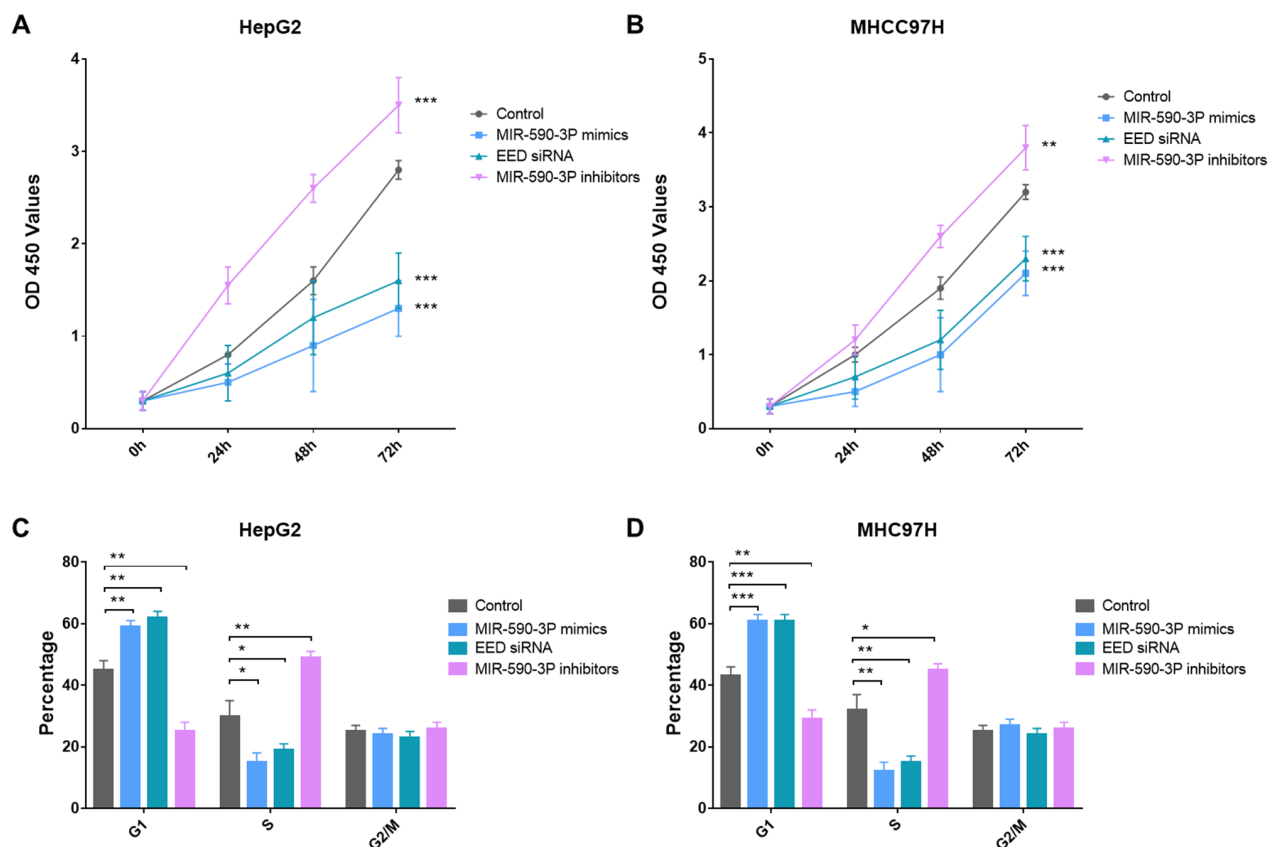 A
HepG2
OD 450 Values
4
3
2
1
0
0h
24h
48h
72h
***
***
***
Control
MIR-590-3P mimics
EED siRNA
MIR-590-3P inhibitors
B
MHCC97H
OD 450 Values
5
4
3
2
1
0
0h
24h
48h
72h
**
***
***
Control
MIR-590-3P mimics
EED siRNA
MIR-590-3P inhibitors
C
HepG2
Percentage
80
60
40
20
0
**
**
**
**
*
*
G1
S
G2/M
Control
MIR-590-3P mimics
EED siRNA
MIR-590-3P inhibitors
D
MHC97H
Percentage
80
60
40
20
0
**
***
***
*
**
**
G1
S
G2/M
Control
MIR-590-3P mimics
EED siRNA
MIR-590-3P inhibitors